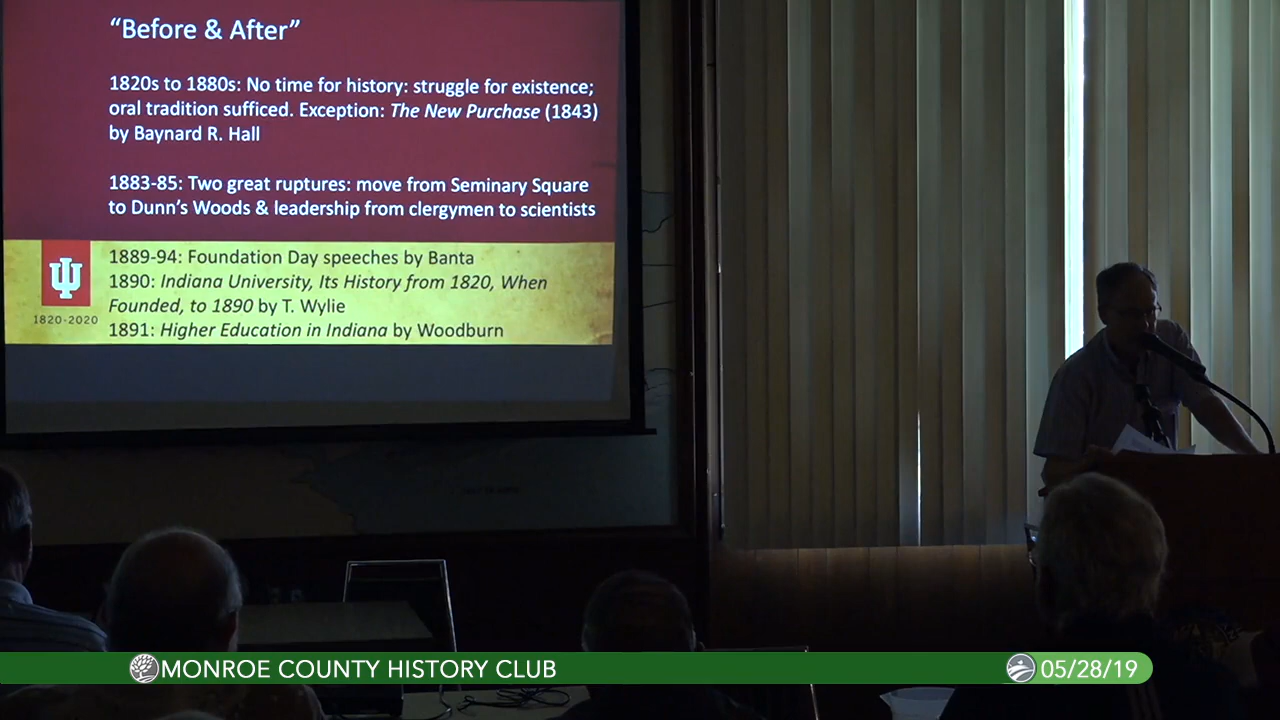 “Before & After”
1820s to 1880s: No time for history: struggle for existence;
oral tradition sufficed. Exception: The New Purchase (1843)
by Baynard R. Hall
1883-85: Two great ruptures: move from Seminary Square
to Dunn’s Woods & leadership from clergymen to scientists
1889-94: Foundation Day speeches by Banta
1890: Indiana University, Its History from 1820, When
Founded, to 1890 by T. Wylie
1891: Higher Education in Indiana by Woodburn
1820-2020
MONROE COUNTY HISTORY CLUB
05/28/19